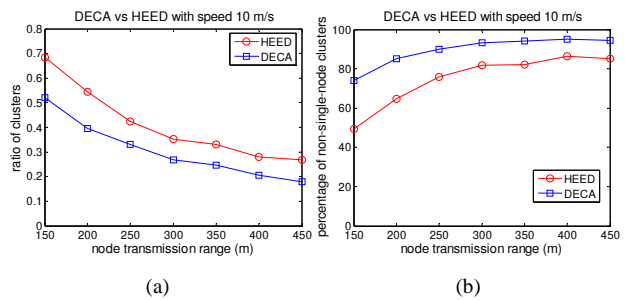 DECA vs HEED with speed 10 m/s
0.8
0.7
0.6
0.5
0.4
0.3
0.2
0.1
0
ratio of clusters
HEED
DECA
150 200 250 300 350 400 450
node transmission range (m)
(a)
DECA vs HEED with speed 10 m/s
100
80
60
40
20
0
percentage of non-single-node clusters
HEED
DECA
150 200 250 300 350 400 450
node transmission range (m)
(b)